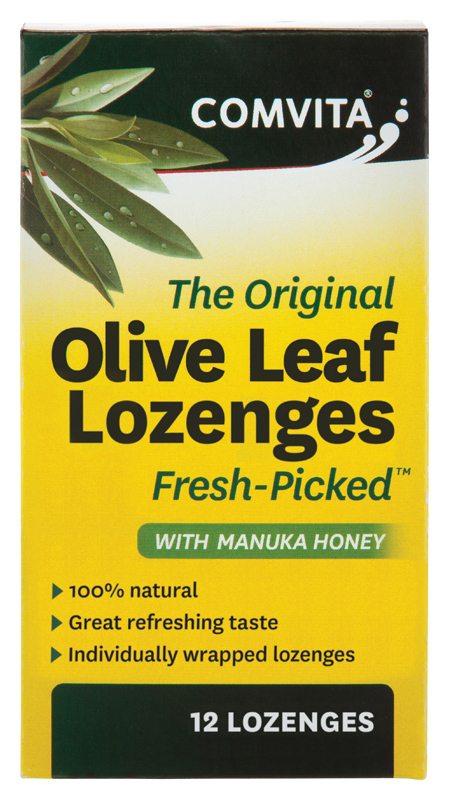 COMVITA®
The Original
Olive Leaf
Lozenges
Fresh-Picked™
WITH MANUKA HONEY
100% natural
Great refreshing taste
Individually wrapped lozenges
12 LOZENGES